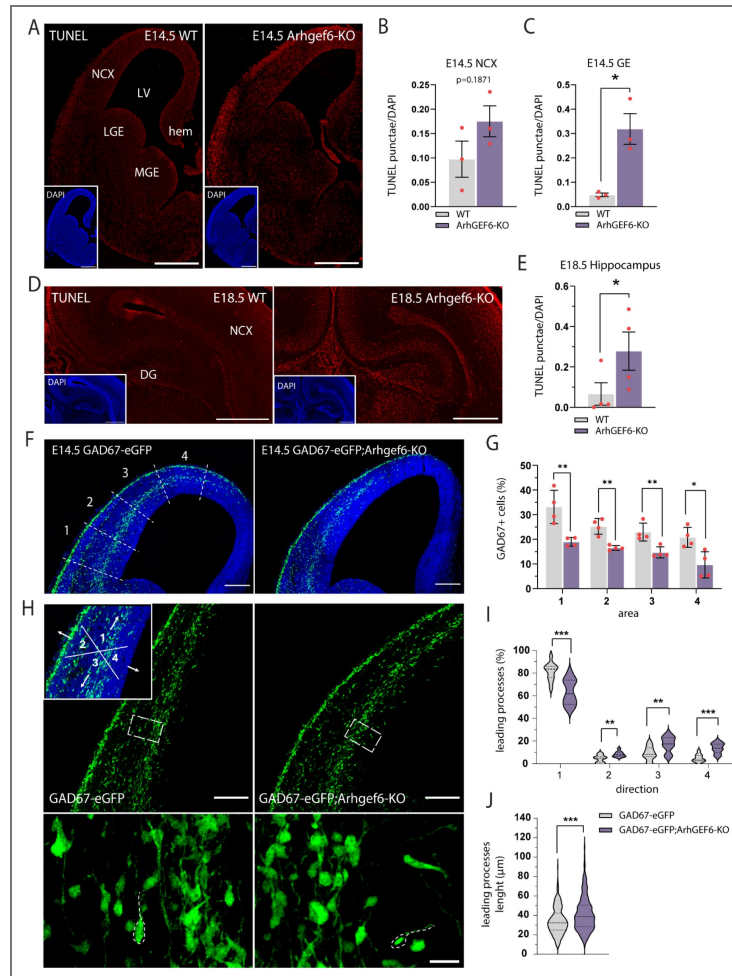 A
TUNEL
E14.5 WT
E14.5 Arhgef6-KO
NCX
LV
LGE
hem
MGE
DAPI
DAPI
B
E14.5 NCX
p=0.1871
TUNEL punctae/DAPI
0.25
0.20
0.15
0.10
0.05
0.00
WT
ArhGEF6-KO
C
E14.5 GE
*
TUNEL punctae/DAPI
0.5
0.4
0.3
0.2
0.1
0.0
WT
ArhGEF6-KO
D
TUNEL
E18.5 WT
E18.5 Arhgef6-KO
NCX
DG
DAPI
DAPI
E
E18.5 Hippocampus
*
TUNEL punctae/DAPI
0.6
0.4
0.2
0.0
WT
ArhGEF6-KO
F
E14.5 GAD67-eGFP
E14.5 GAD67-eGFP;Arhgef6-KO
1
2
3
4
G
GAD67+ cells (%)
50
40
30
20
10
0
** ** ** *
1 2 3 4
area
H
1
2
3
4
GAD67-eGFP
GAD67-eGFP;Arhgef6-KO
I
leading processes (%)
100
80
60
40
20
0
*** ** ** ***
1 2 3 4
direction
J
GAD67-eGFP
GAD67-eGFP;ArhGEF6-KO
leading processes
lenght (µm)
140
120
100
80
60
40
20
0
***